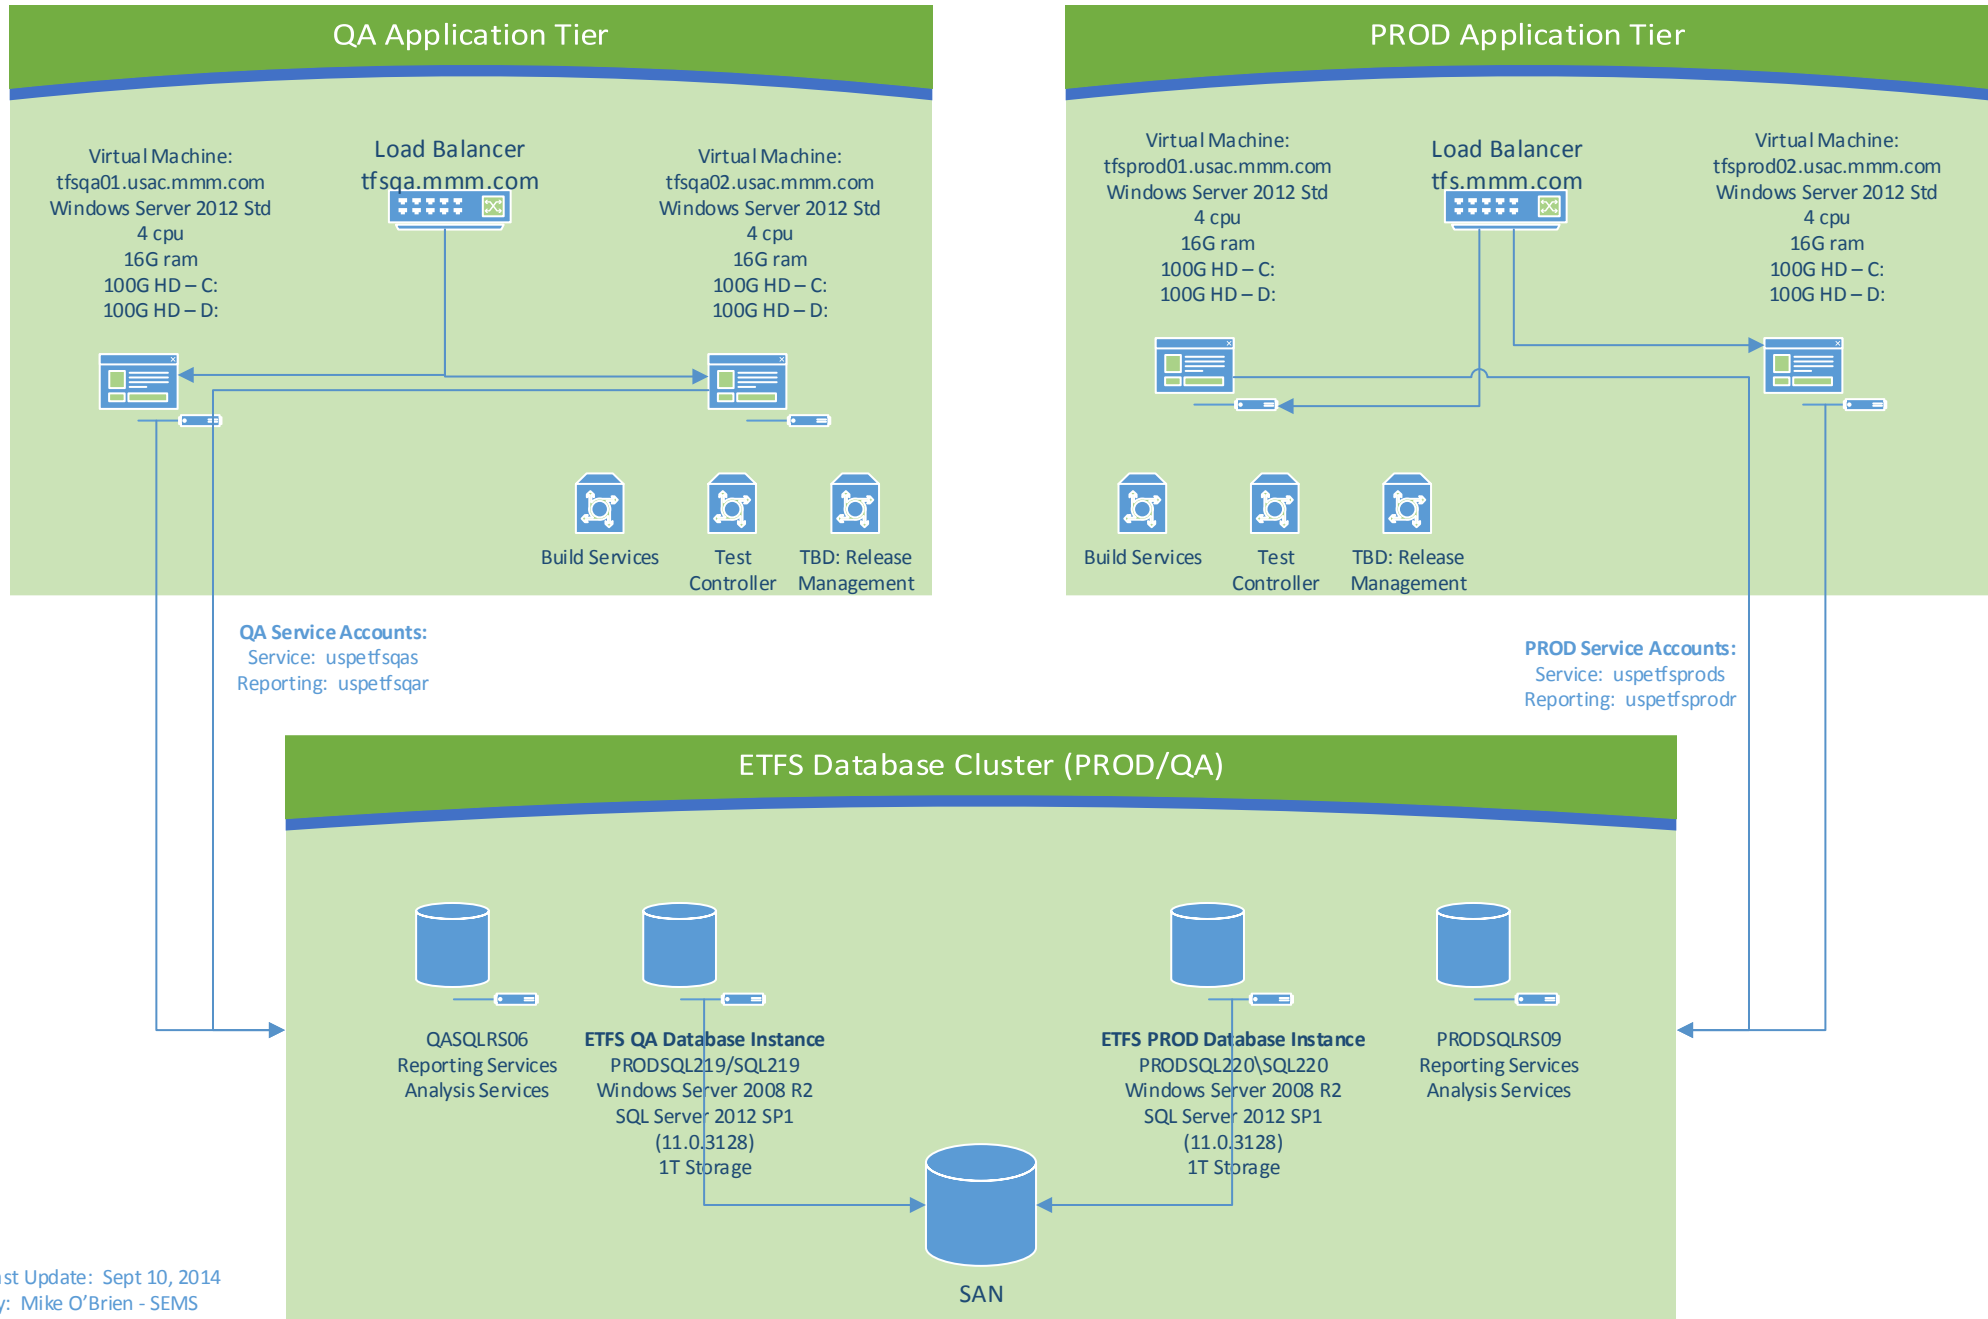 QA Application Tier
Virtual Machine:
tfsqa01.usac.mmm.com
Windows Server 2012 Std
4 cpu
16G ram
100G HD – C:
100G HD – D:
Load Balancer
tfsqa.mmm.com
Virtual Machine:
tfsqa02.usac.mmm.com
Windows Server 2012 Std
4 cpu
16G ram
100G HD – C:
100G HD – D:
Build Services
Test
Controller
TBD: Release
Management
PROD Application Tier
Virtual Machine:
tfsprod01.usac.mmm.com
Windows Server 2012 Std
4 cpu
16G ram
100G HD – C:
100G HD – D:
Load Balancer
tfs.mmm.com
Virtual Machine:
tfsprod02.usac.mmm.com
Windows Server 2012 Std
4 cpu
16G ram
100G HD – C:
100G HD – D:
Build Services
Test
Controller
TBD: Release
Management
QA Service Accounts:
Service: uspetfsqas
Reporting: uspetfsqar
PROD Service Accounts:
Service: uspetfsprods
Reporting: uspetfsprodr
ETFS Database Cluster (PROD/QA)
QASQLRS06
Reporting Services
Analysis Services
ETFS QA Database Instance
PRODSQL219/SQL219
Windows Server 2008 R2
SQL Server 2012 SP1
(11.0.3128)
1T Storage
ETFS PROD Database Instance
PRODSQL220\SQL220
Windows Server 2008 R2
SQL Server 2012 SP1
(11.0.3128)
1T Storage
PRODSQLRS09
Reporting Services
Analysis Services
SAN
ast Update: Sept 10, 2014
y: Mike O’Brien - SEMS